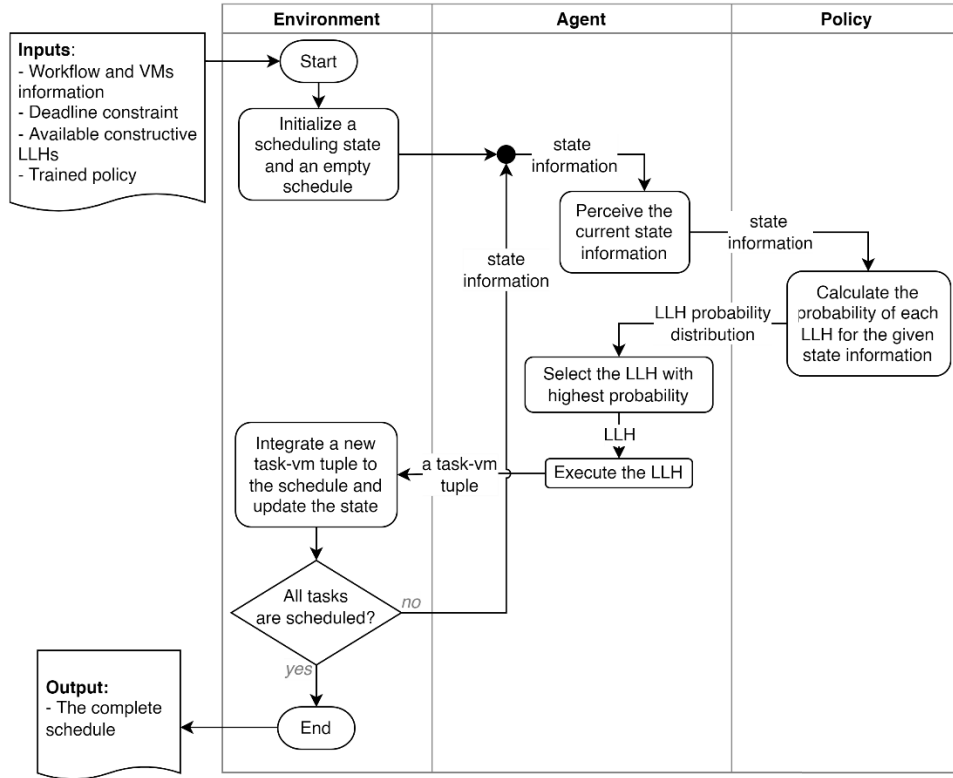 Environment
Agent
Policy
Inputs:
- Workflow and VMs
information
- Deadline constraint
- Available constructive
LLHs
- Trained policy
Start
Initialize a
scheduling state
and an empty
schedule
state
information
Perceive the
current state
information
state
information
Calculate the
probability of each
LLH for the given
state information
LLH probability
distribution
Select the LLH with
highest probability
LLH
Execute the LLH
a task-vm
tuple
Integrate a new
task-vm tuple to
the schedule and
update the state
All tasks
are scheduled?
no
state
information
yes
End
Output:
- The complete
schedule